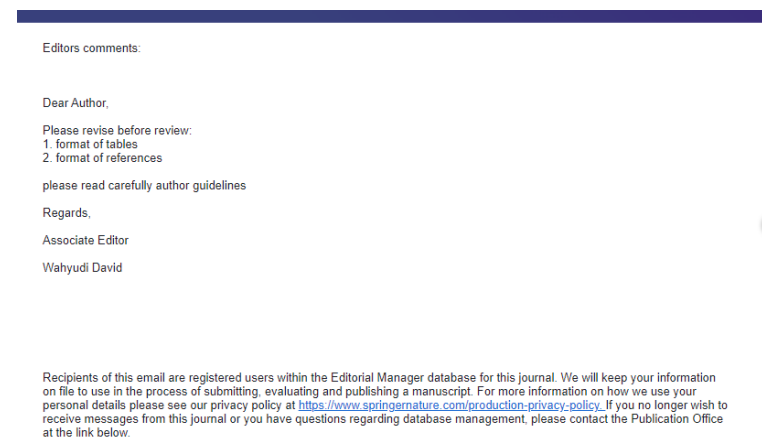 Editors comments:
Dear Author,
Please revise before review:
1. format of tables
2. format of references
please read carefully author guidelines
Regards,
Associate Editor
Wahyudi David
Recipients of this email are registered users within the Editorial Manager database for this journal. We will keep your information
on file to use in the process of submitting, evaluating and publishing a manuscript. For more information on how we use your
personal details please see our privacy policy at https://www.springernature.com/production-privacy-policy. If you no longer wish to
receive messages from this journal or you have questions regarding database management, please contact the Publication Office
at the link below.